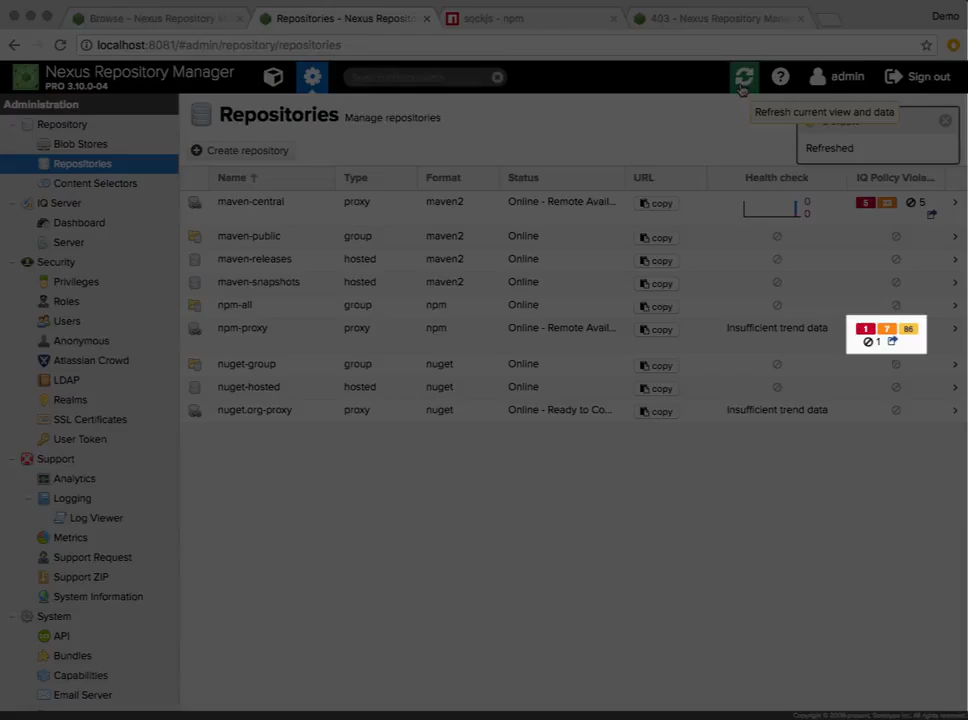 Browse - Nexus Repository
Repositories - Nexus Reposit
sockjs - npm
403 - Nexus Repository Mana
Demo
localhost:8081/#admin/repository/repositories
Nexus Repository Manager
PRO 3.10.0-04
admin
Sign out
Refresh current view and data
Refreshed
Administration
Repository
Blob Stores
Repositories
Content Selectors
IQ Server
Dashboard
Server
Security
Privileges
Roles
Users
Anonymous
Atlassian Crowd
LDAP
Realms
SSL Certificates
User Token
Support
Analytics
Logging
Log Viewer
Metrics
Support Request
Support ZIP
System Information
System
API
Bundles
Capabilities
Email Server
Repositories Manage repositories
Create repository
Name Type Format Status URL Health check IQ Policy Viola...
maven-central proxy maven2 Online - Remote Avail... copy 0 0 5 23 5
maven-public group maven2 Online copy
maven-releases hosted maven2 Online copy
maven-snapshots hosted maven2 Online copy
npm-all group npm Online copy
npm-proxy proxy npm Online - Remote Avail... copy Insufficient trend data 1 7 86
1
nuget-group group nuget Online copy
nuget-hosted hosted nuget Online copy
nuget.org-proxy proxy nuget Online - Ready to Co... copy Insufficient trend data